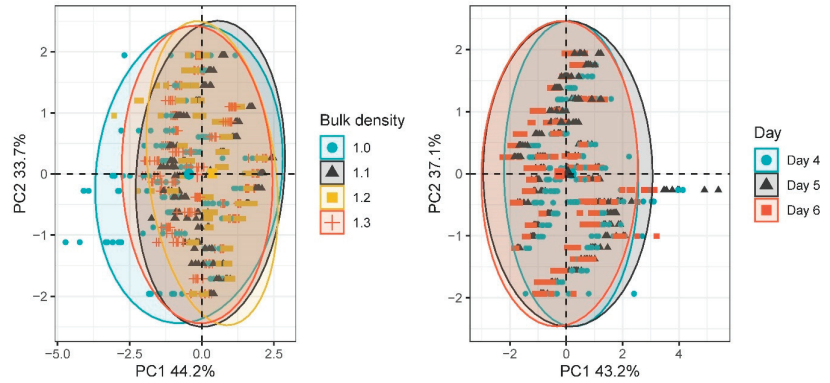 2
1
0
−1
−2
PC2 33.7%
−5.0
−2.5
0.0
2.5
PC1 44.2%
Bulk density
1.0
1.1
1.2
1.3
2
1
0
−1
−2
PC2 37.1%
−2
0
2
4
PC1 43.2%
Day
Day 4
Day 5
Day 6